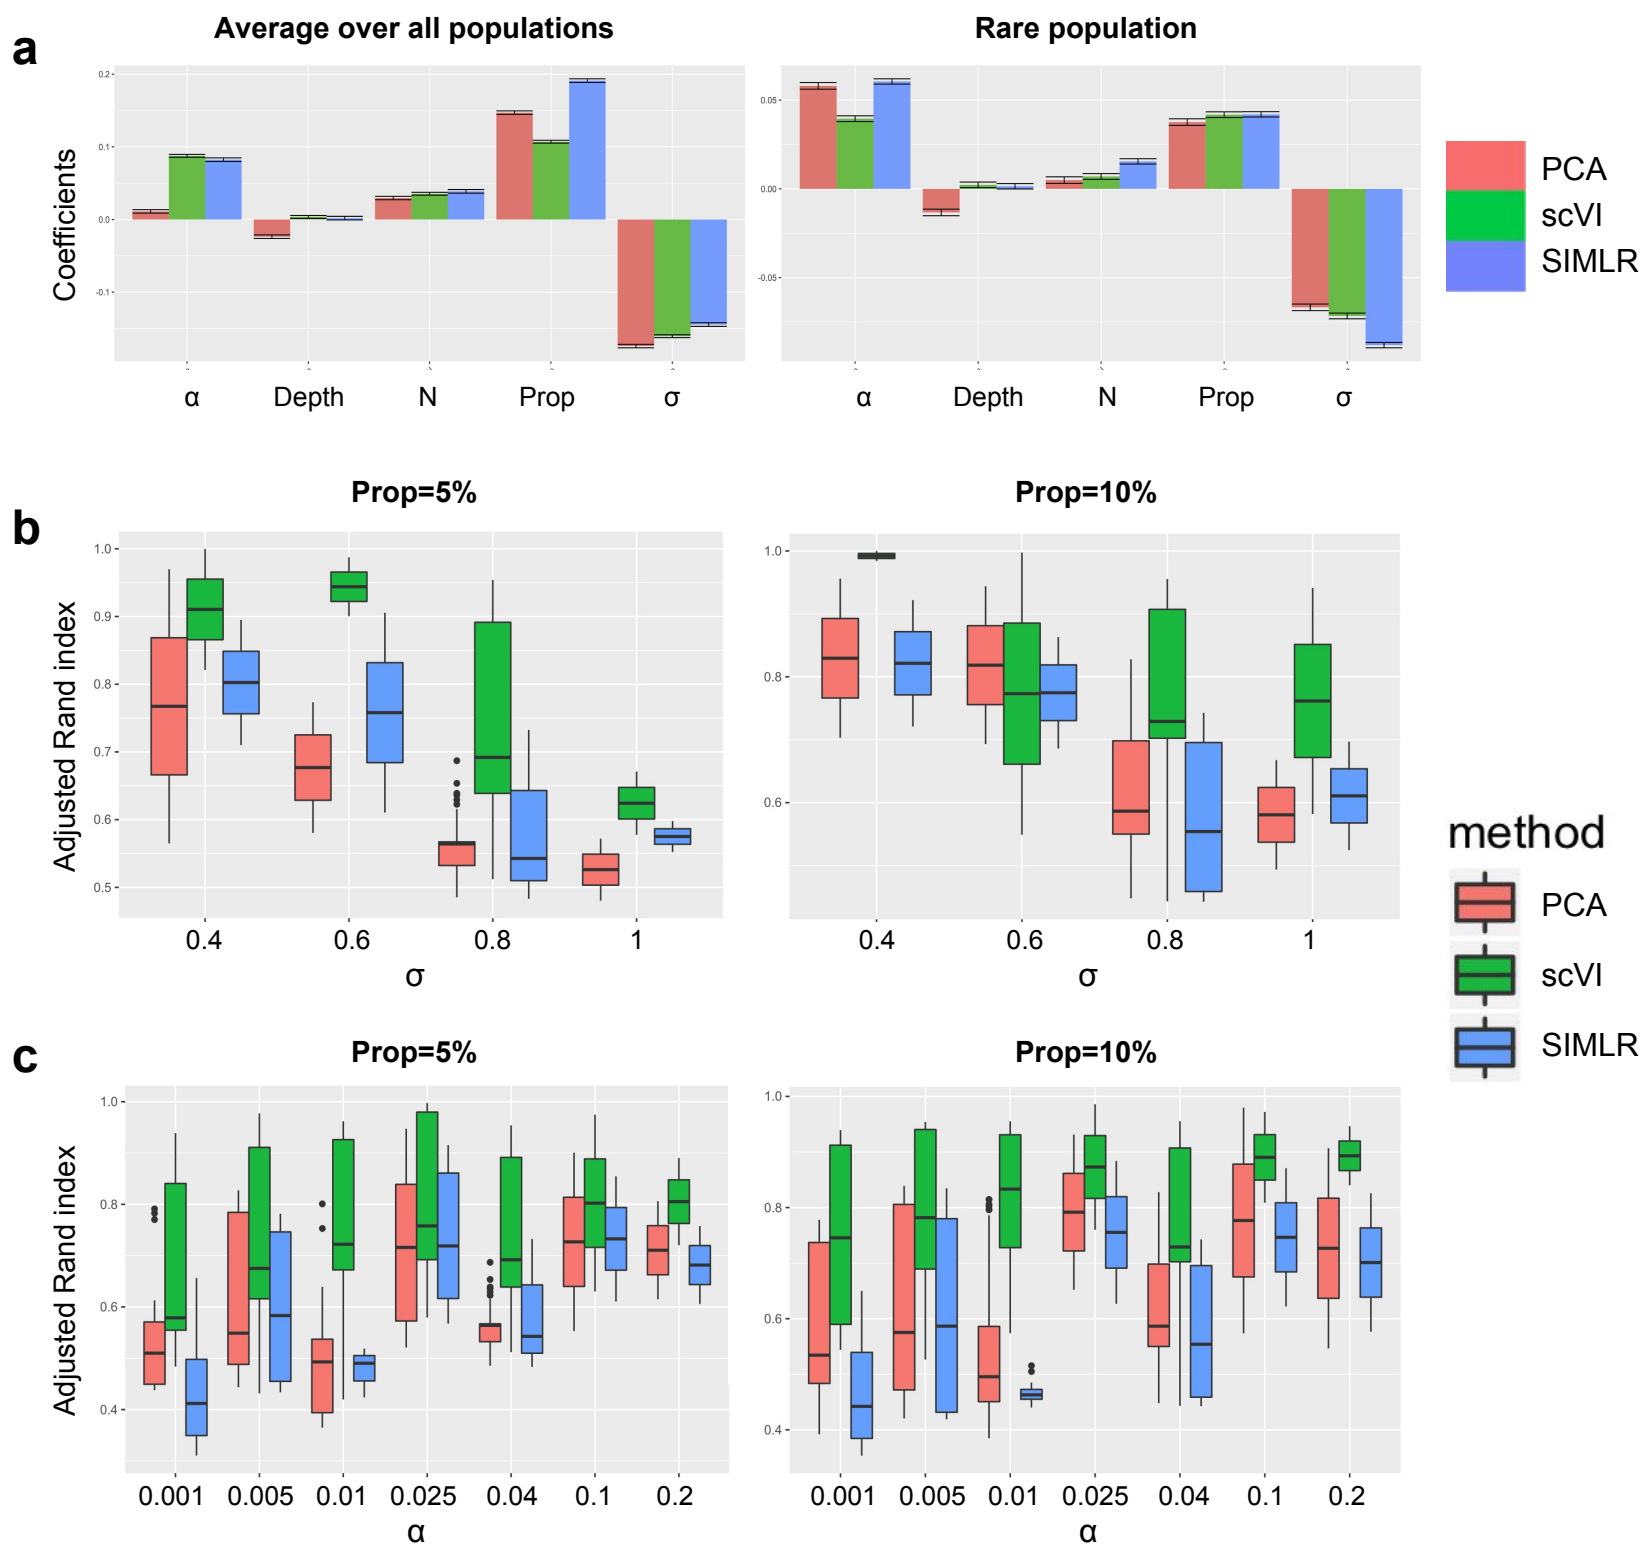 a
Average over all populations
Rare population
Coefficients
0.2
0.1
0.0
-0.1
0.05
0.00
-0.05
α Depth N Prop σ
α Depth N Prop σ
PCA
scVI
SIMLR
b
Prop=5%
Prop=10%
Adjusted Rand index
1.0
0.9
0.8
0.7
0.6
0.5
1.0
0.8
0.6
0.4 0.6 0.8 1
0.4 0.6 0.8 1
σ
σ
method
PCA
scVI
SIMLR
c
Prop=5%
Prop=10%
Adjusted Rand index
1.0
0.8
0.6
0.4
1.0
0.8
0.6
0.4
0.001 0.005 0.01 0.025 0.04 0.1 0.2
0.001 0.005 0.01 0.025 0.04 0.1 0.2
α
α